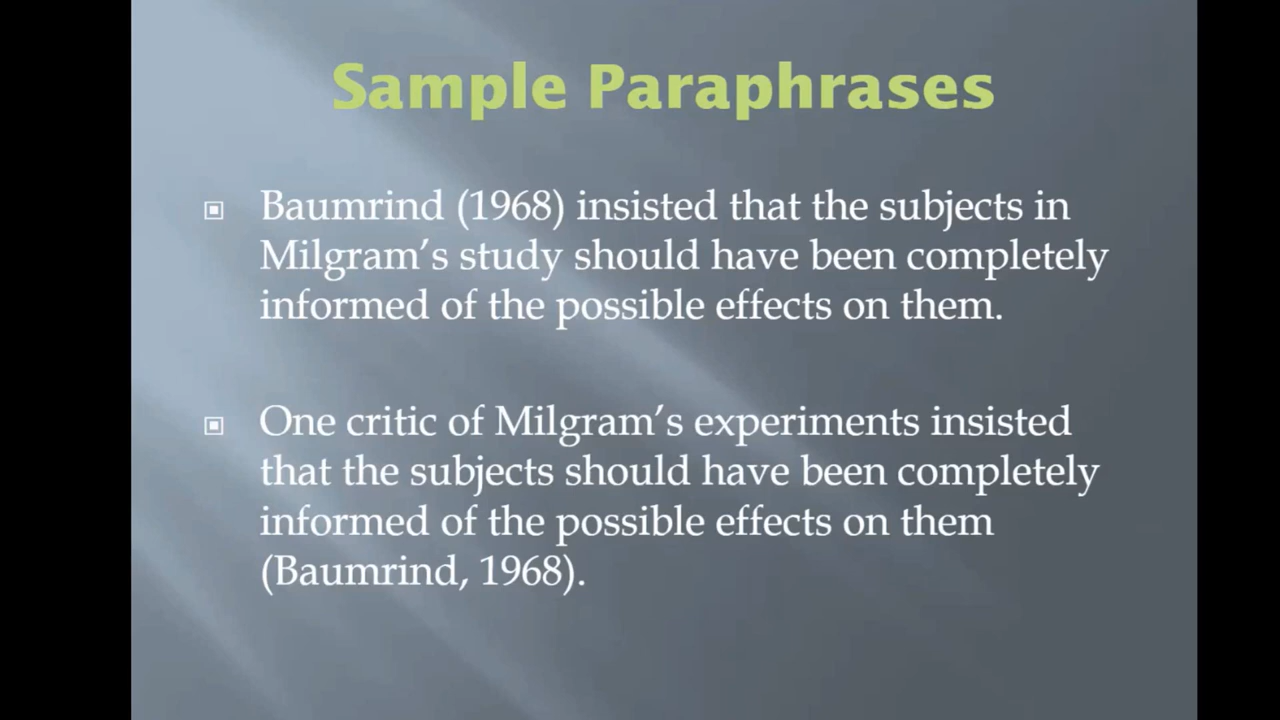 Sample Paraphrases
Baumrind (1968) insisted that the subjects in
Milgram’s study should have been completely
informed of the possible effects on them.
One critic of Milgram’s experiments insisted
that the subjects should have been completely
informed of the possible effects on them
(Baumrind, 1968).